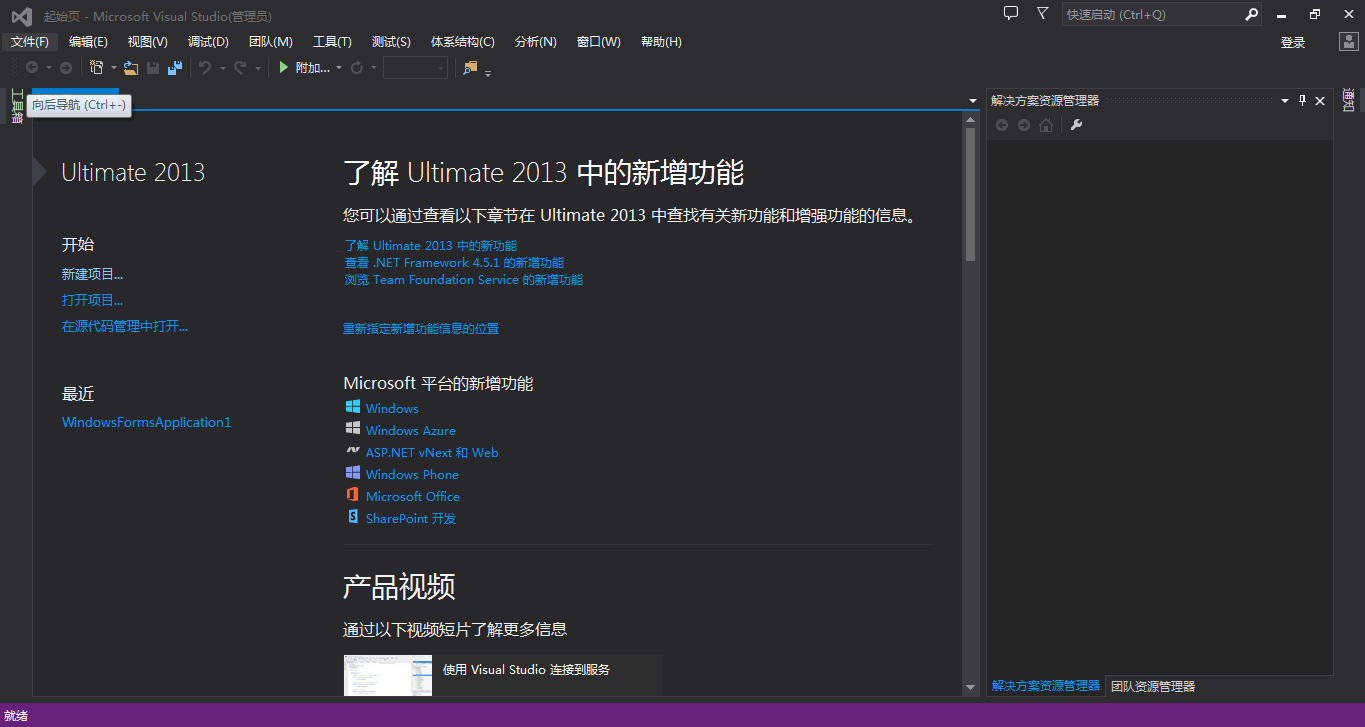 起始页 - Microsoft Visual Studio(管理员)
快速启动 (Ctrl+Q)
文件(F) 编辑(E) 视图(V) 调试(D) 团队(M) 工具(T) 测试(S) 体系结构(C) 分析(N) 窗口(W) 帮助(H)
登录
附加...
工具箱
向后导航 (Ctrl+-)
解决方案资源管理器
通知
Ultimate 2013
开始
新建项目...
打开项目...
在源代码管理中打开...
最近
WindowsFormsApplication1
了解 Ultimate 2013 中的新增功能
您可以通过查看以下章节在 Ultimate 2013 中查找有关新功能和增强功能的信息。
了解 Ultimate 2013 中的新功能
查看 .NET Framework 4.5.1 的新增功能
浏览 Team Foundation Service 的新增功能
重新指定新增功能信息的位置
Microsoft 平台的新增功能
Windows
Windows Azure
ASP.NET vNext 和 Web
Windows Phone
Microsoft Office
SharePoint 开发
产品视频
通过以下视频短片了解更多信息
使用 Visual Studio 连接到服务
解决方案资源管理器 团队资源管理器
就绪